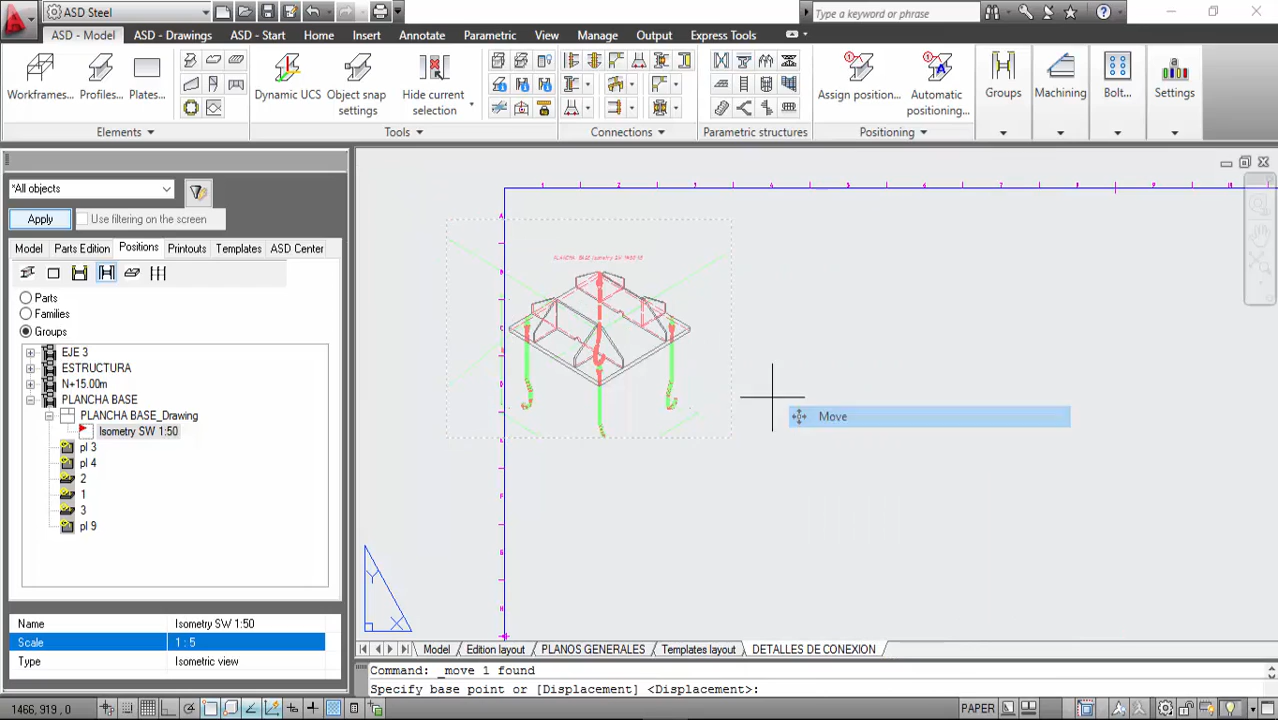 ASD Steel
Type a keyword or phrase
ASD - Model
ASD - Drawings
ASD - Start
Home
Insert
Annotate
Parametric
View
Manage
Output
Express Tools
Workframes...
Profiles...
Plates...
Dynamic UCS
Object snap
settings
Hide current
selection
Assign position...
Automatic
positioning...
Groups
Machining
Bolt...
Settings
Elements
Tools
Connections
Parametric structures
Positioning
*All objects
Apply
Use filtering on the screen
Model
Parts Edition
Positions
Printouts
Templates
ASD Center
Parts
Families
Groups
EJE 3
ESTRUCTURA
N+15.00m
PLANCHA BASE
PLANCHA BASE_Drawing
Isometry SW 1:50
pl 3
pl 4
2
1
3
pl 9
Name
Isometry SW 1:50
Scale
1 : 5
Type
Isometric view
Move
Y
X
Model
Edition layout
PLANOS GENERALES
Templates layout
DETALLES DE CONEXION
Command: _move 1 found
Specify base point or [Displacement] <Displacement>:
1466, 919 , 0
PAPER